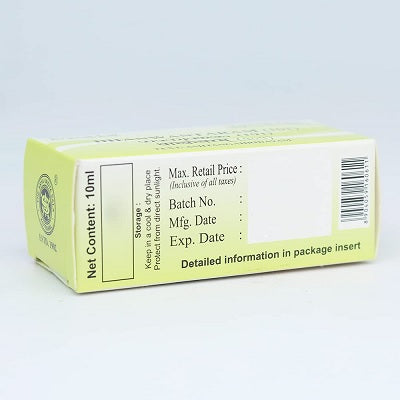 Net Content: 10ml
Storage :
Keep in a cool & dry place
Protect from direct sunlight.
Max. Retail Price :
(Inclusive of all taxes)
Batch No. :
Mfg. Date :
Exp. Date :
Detailed information in package insert